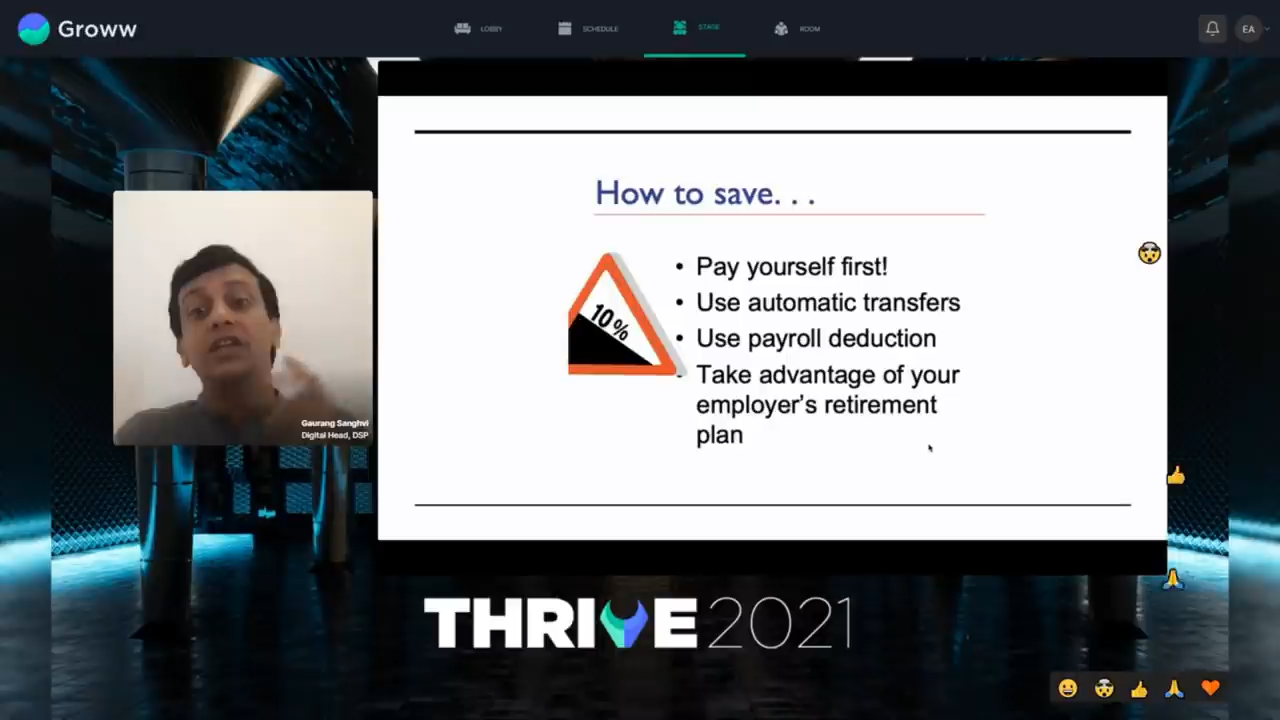 Groww
LOBBY
SCHEDULE
STAGE
ROOM
EA
How to save. . .
10%
• Pay yourself first!
• Use automatic transfers
• Use payroll deduction
• Take advantage of your
employer's retirement
plan
Gaurang Sanghvi
Digital Head, DSP
THRIVE 2021